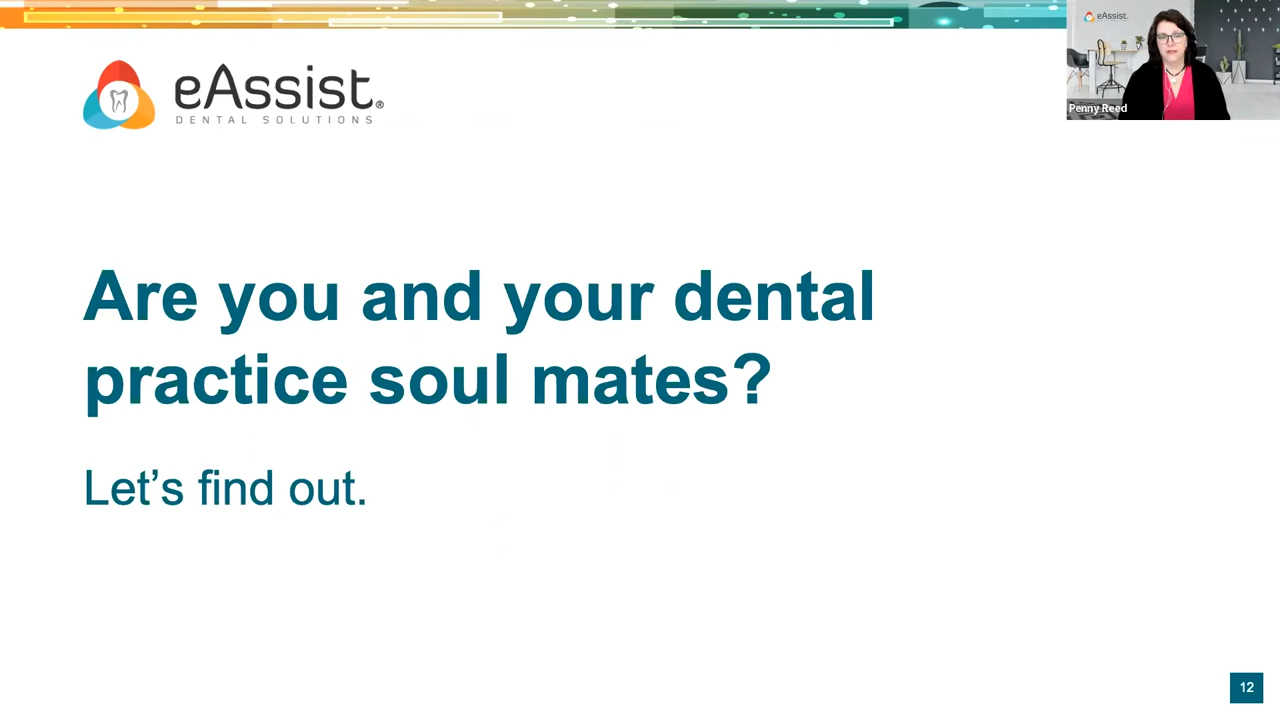 eAssist®
DENTAL SOLUTIONS
eAssist.
Penny Reed
Are you and your dental
practice soul mates?
Let’s find out.
12